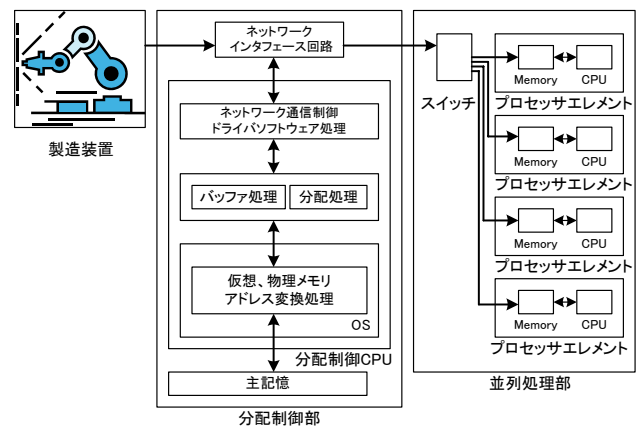 製造装置
ネットワーク
インタフェース回路
ネットワーク通信制御
ドライバソフトウェア処理
バッファ処理
分配処理
仮想、物理メモリ
アドレス変換処理
OS
分配制御CPU
主記憶
分配制御部
スイッチ
Memory
CPU
プロセッサエレメント
Memory
CPU
プロセッサエレメント
Memory
CPU
プロセッサエレメント
Memory
CPU
プロセッサエレメント
並列処理部